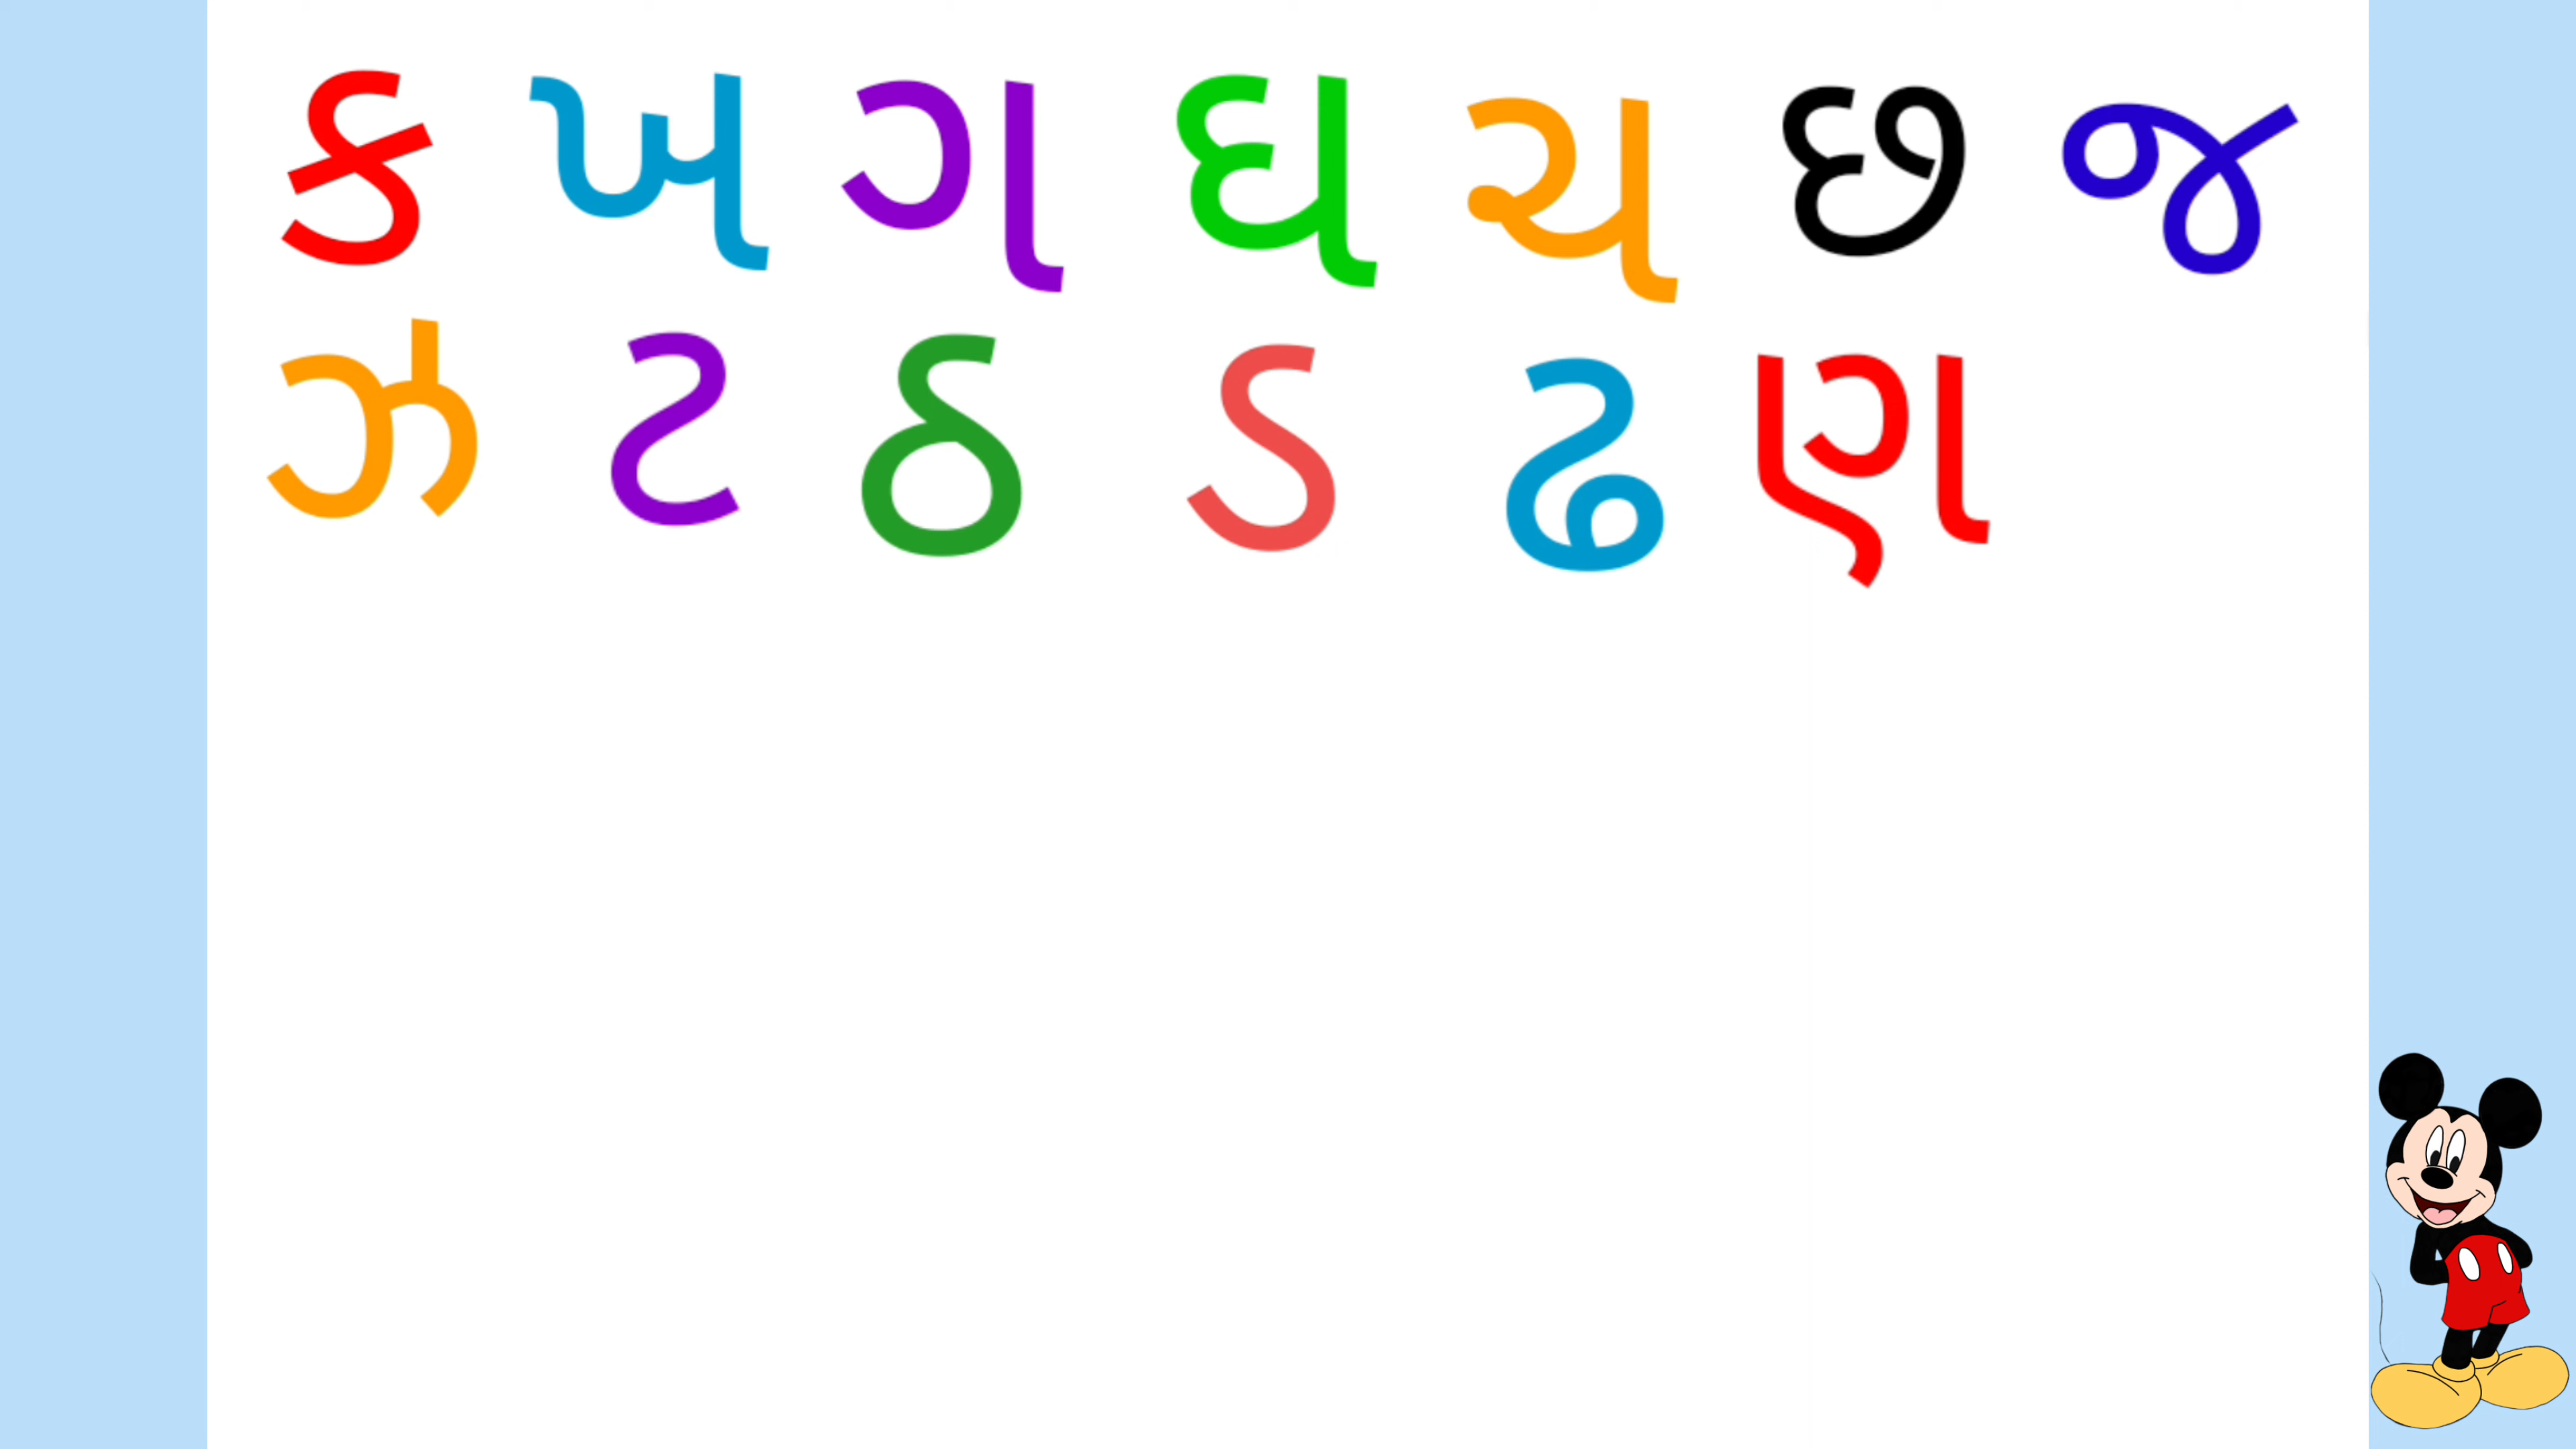 ક ખ ગ ઘ ચ છ જ
ઝ ટ ઠ ડ ઢ ણ